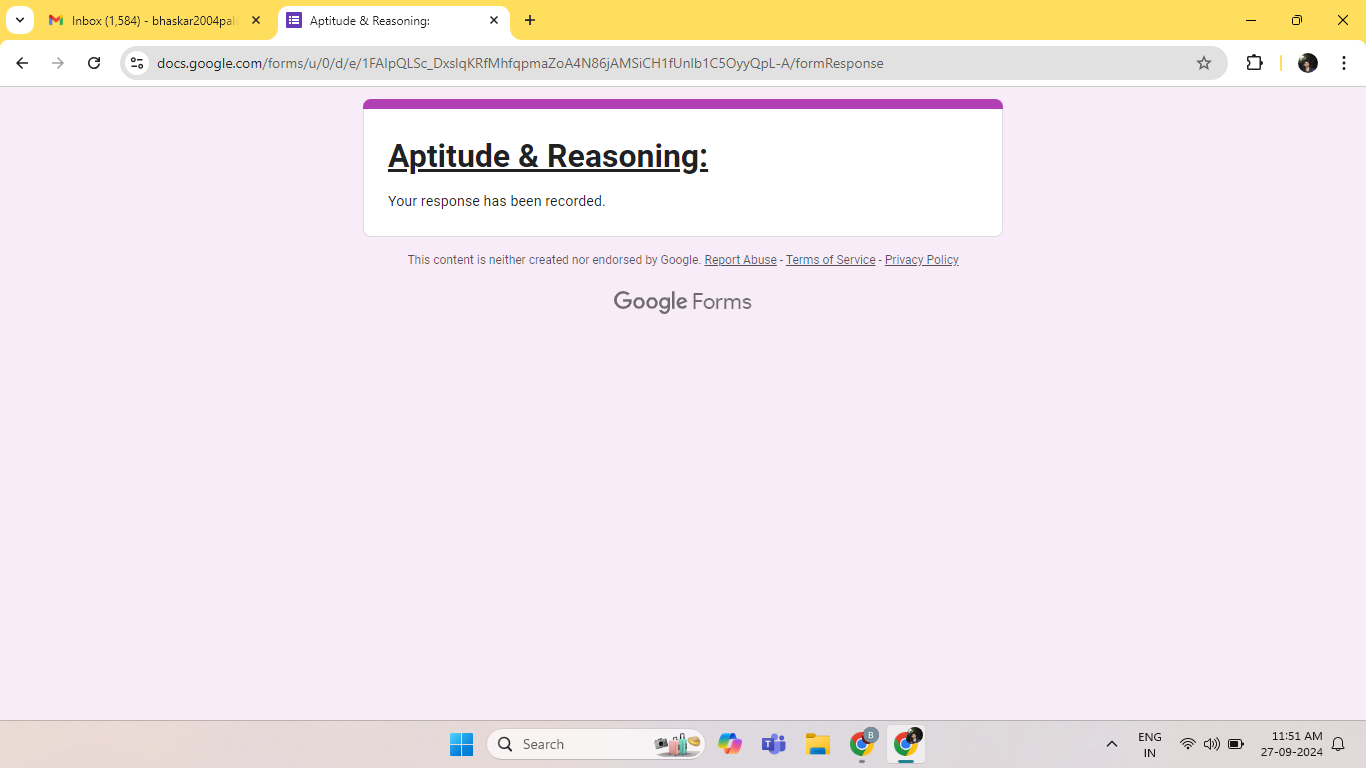 Inbox (1,584) - bhaskar2004pal
Aptitude & Reasoning:
docs.google.com/forms/u/0/d/e/1FAIpQLSc_DxslqKRfMhfqpmaZoA4N86jAMSiCH1fUnlb1C5OyyQpL-A/formResponse
Aptitude & Reasoning:
Your response has been recorded.
This content is neither created nor endorsed by Google. Report Abuse - Terms of Service - Privacy Policy
Google Forms
Search
B
ENG
IN
11:51 AM
27-09-2024